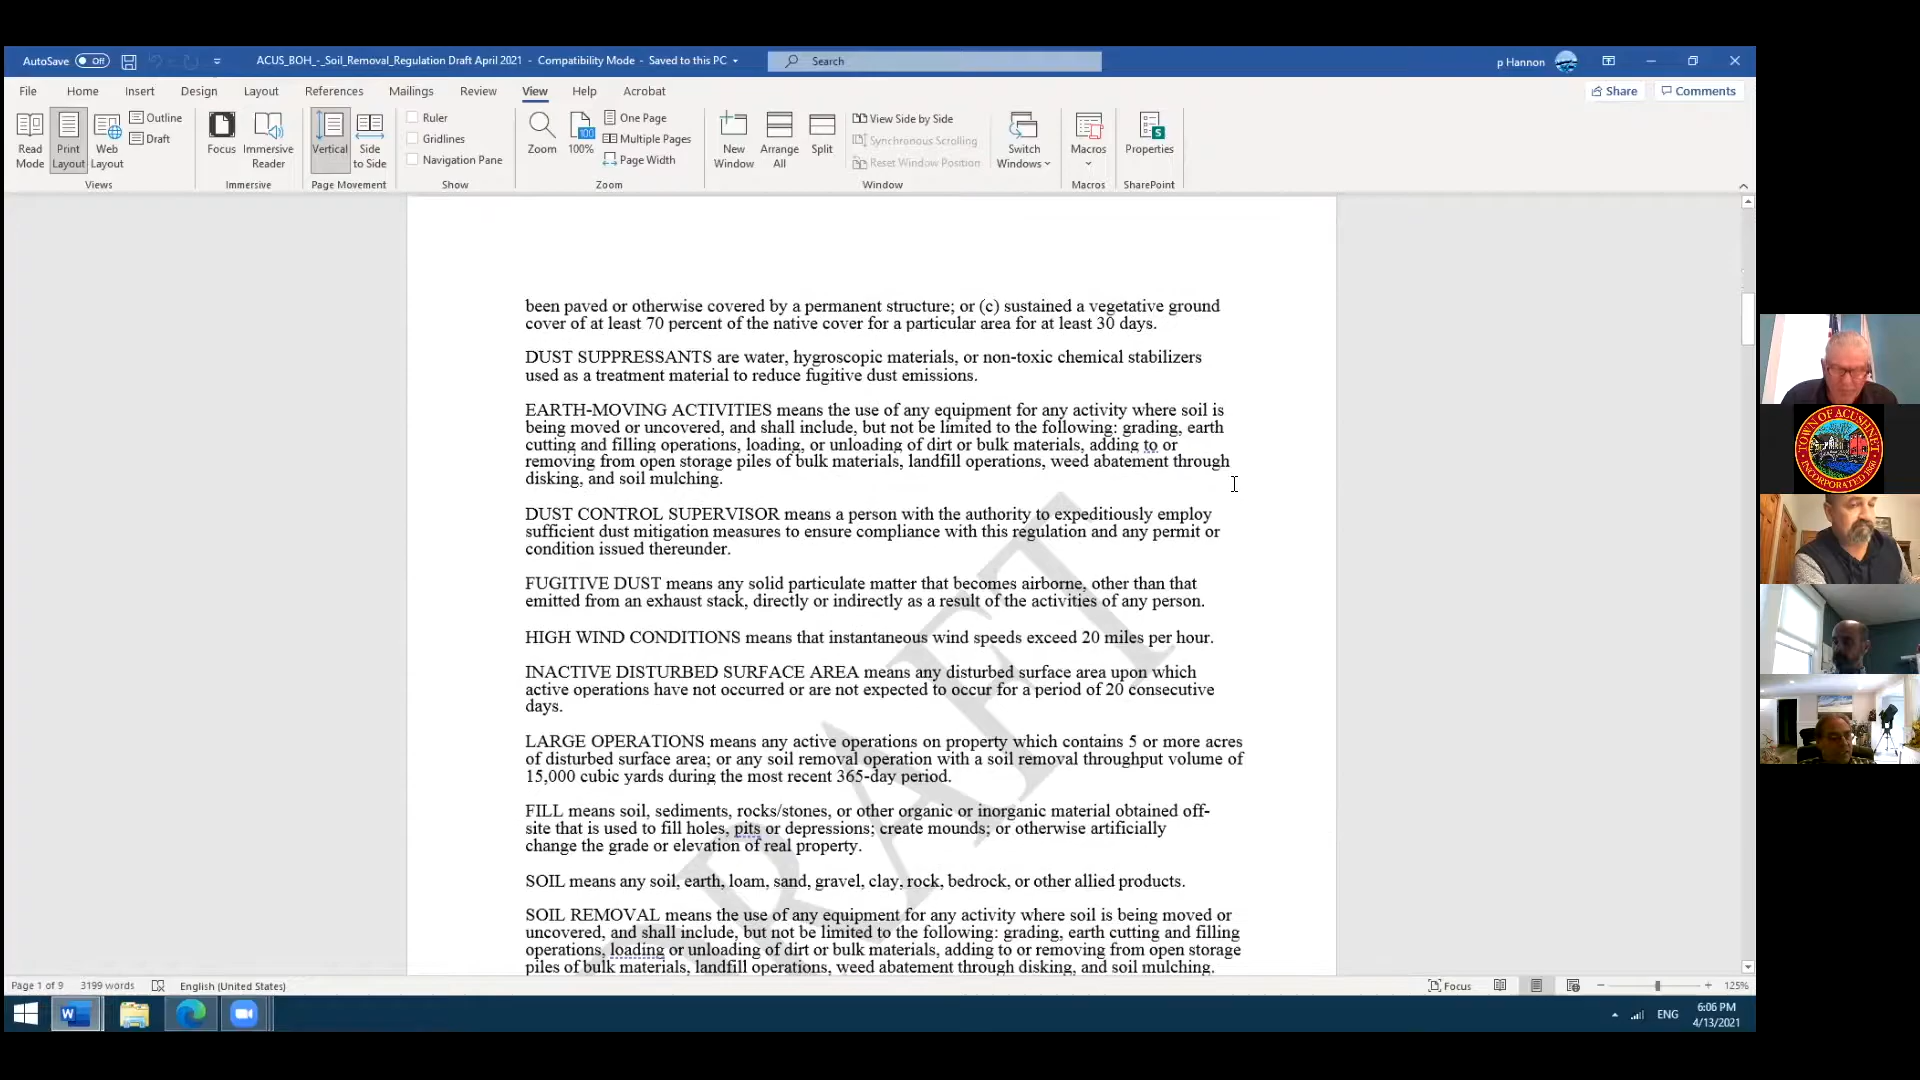 AutoSave Off
ACUS_BOH_-_Soil_Removal_Regulation Draft April 2021 - Compatibility Mode - Saved to this PC
Search
p Hannon
File Home Insert Design Layout References Mailings Review View Help Acrobat
Share Comments
Read Mode
Print Layout
Web Layout
Outline
Draft
Views
Focus
Immersive Reader
Immersive
Vertical
Side to Side
Page Movement
Ruler
Gridlines
Navigation Pane
Show
Zoom
100
100%
One Page
Multiple Pages
Page Width
Zoom
New Window
Arrange All
Split
View Side by Side
Synchronous Scrolling
Reset Window Position
Window
Switch Windows
Macros
Macros
Properties
SharePoint
been paved or otherwise covered by a permanent structure; or (c) sustained a vegetative ground
cover of at least 70 percent of the native cover for a particular area for at least 30 days.
DUST SUPPRESSANTS are water, hygroscopic materials, or non-toxic chemical stabilizers
used as a treatment material to reduce fugitive dust emissions.
EARTH-MOVING ACTIVITIES means the use of any equipment for any activity where soil is
being moved or uncovered, and shall include, but not be limited to the following: grading, earth
cutting and filling operations, loading, or unloading of dirt or bulk materials, adding to or
removing from open storage piles of bulk materials, landfill operations, weed abatement through
disking, and soil mulching.
DUST CONTROL SUPERVISOR means a person with the authority to expeditiously employ
sufficient dust mitigation measures to ensure compliance with this regulation and any permit or
condition issued thereunder.
FUGITIVE DUST means any solid particulate matter that becomes airborne, other than that
emitted from an exhaust stack, directly or indirectly as a result of the activities of any person.
HIGH WIND CONDITIONS means that instantaneous wind speeds exceed 20 miles per hour.
INACTIVE DISTURBED SURFACE AREA means any disturbed surface area upon which
active operations have not occurred or are not expected to occur for a period of 20 consecutive
days.
LARGE OPERATIONS means any active operations on property which contains 5 or more acres
of disturbed surface area; or any soil removal operation with a soil removal throughput volume of
15,000 cubic yards during the most recent 365-day period.
FILL means soil, sediments, rocks/stones, or other organic or inorganic material obtained off-
site that is used to fill holes, pits or depressions; create mounds; or otherwise artificially
change the grade or elevation of real property.
SOIL means any soil, earth, loam, sand, gravel, clay, rock, bedrock, or other allied products.
SOIL REMOVAL means the use of any equipment for any activity where soil is being moved or
uncovered, and shall include, but not be limited to the following: grading, earth cutting and filling
operations, loading or unloading of dirt or bulk materials, adding to or removing from open storage
piles of bulk materials, landfill operations, weed abatement through disking, and soil mulching.
DRAFT
TOWN OF ACUSHNET
INCORPORATED 1860
Page 1 of 9 3199 words English (United States)
Focus
125%
ENG
6:06 PM
4/13/2021